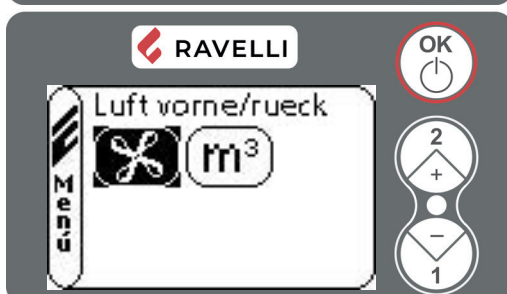 RAVELLI
OK
Luft vorne/rueck
m³
Menú
2
+
−
1